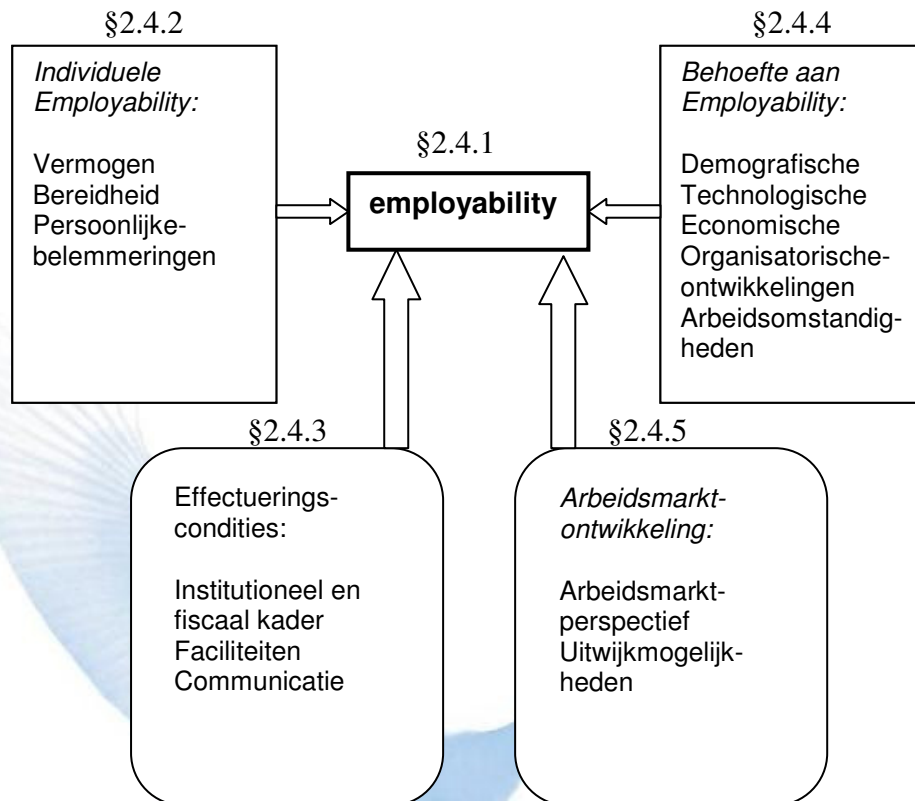 §2.4.2
Individuele
Employability:
Vermogen
Bereidheid
Persoonlijke-
belemmeringen
§2.4.1
employability
§2.4.4
Behoefte aan
Employability:
Demografische
Technologische
Economische
Organisatorische-
ontwikkelingen
Arbeidsomstandig-
heden
§2.4.3
Effectuerings-
condities:
Institutioneel en
fiscaal kader
Faciliteiten
Communicatie
§2.4.5
Arbeidsmarkt-
ontwikkeling:
Arbeidsmarkt-
perspectief
Uitwijkmogelijk-
heden